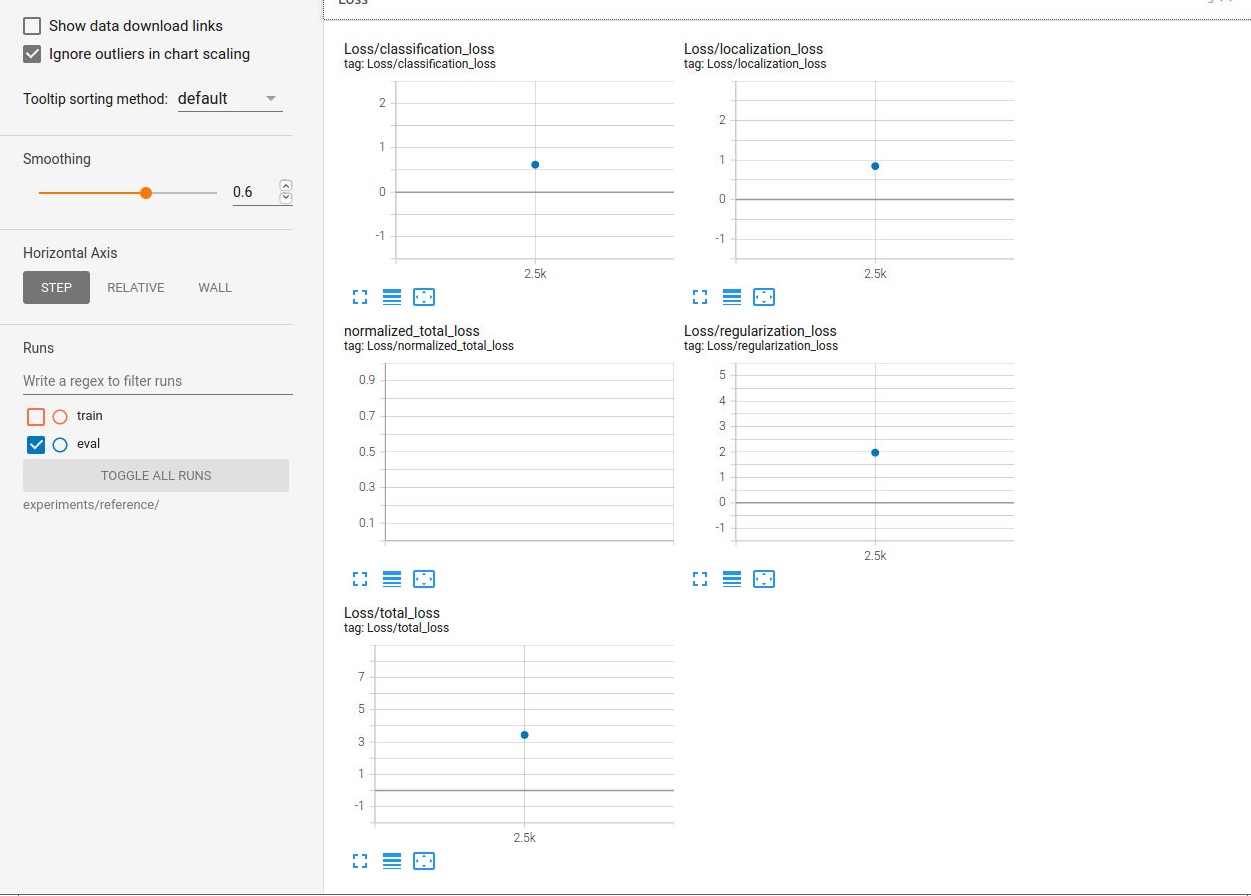 Loss
Show data download links
Ignore outliers in chart scaling
Tooltip sorting method: default
Smoothing
0.6
Horizontal Axis
STEP RELATIVE WALL
Runs
Write a regex to filter runs
train
eval
TOGGLE ALL RUNS
experiments/reference/
Loss/classification_loss
tag: Loss/classification_loss
2
1
0
-1
2.5k
Loss/localization_loss
tag: Loss/localization_loss
2
1
0
-1
2.5k
normalized_total_loss
tag: Loss/normalized_total_loss
0.9
0.7
0.5
0.3
0.1
Loss/regularization_loss
tag: Loss/regularization_loss
5
4
3
2
1
0
-1
2.5k
Loss/total_loss
tag: Loss/total_loss
7
5
3
1
-1
2.5k